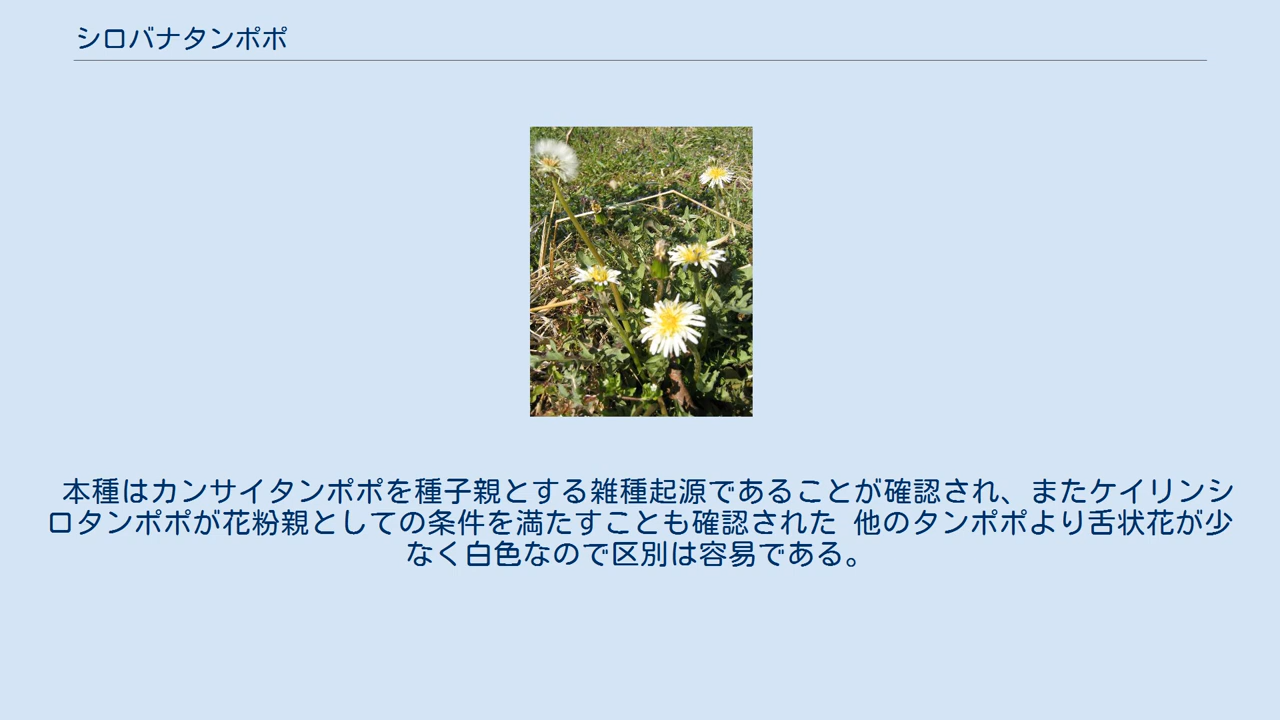 シロバナタンポポ
本種はカンサイタンポポを種子親とする雑種起源であることが確認され、またケイリンシ
ロタンポポが花粉親としての条件を満たすことも確認された 他のタンポポより舌状花が少
なく白色なので区別は容易である。